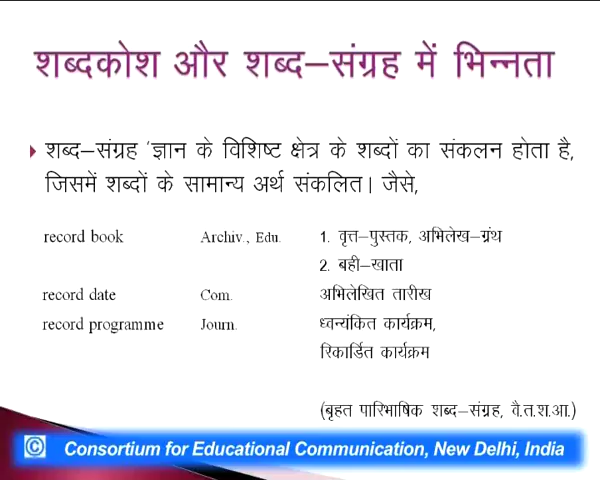 शब्दकोश और शब्द–संग्रह में भिन्नता
शब्द–संग्रह 'ज्ञान के विशिष्ट क्षेत्र के शब्दों का संकलन होता है,
जिसमें शब्दों के सामान्य अर्थ संकलित। जैसे,
record book Archiv., Edu. 1. वृत्त–पुस्तक, अभिलेख–ग्रंथ
2. बही–खाता
record date Com. अभिलेखित तारीख
record programme Journ. ध्वन्यंकित कार्यक्रम,
रिकार्डित कार्यक्रम
(बृहत पारिभाषिक शब्द–संग्रह, वै.त.श.आ.)
© Consortium for Educational Communication, New Delhi, India